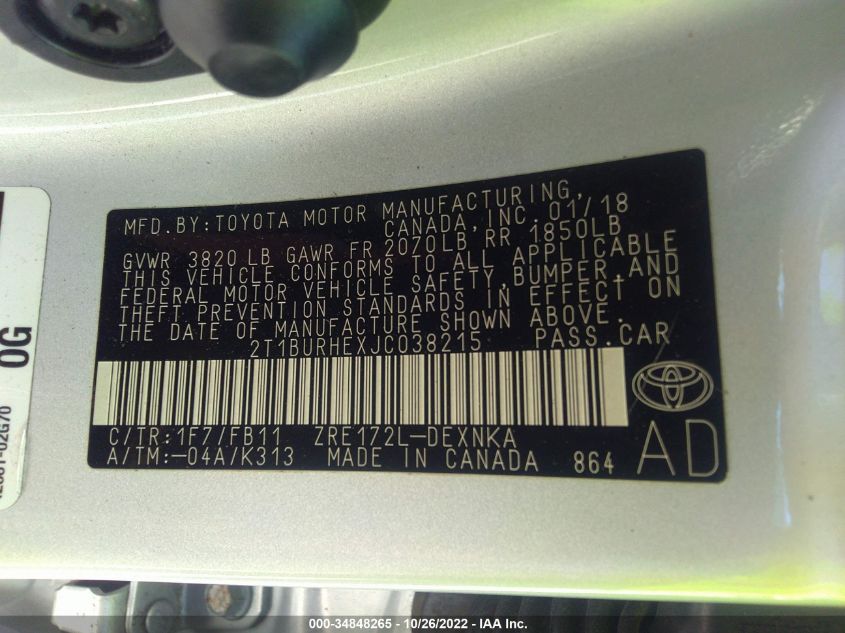 MFD.BY:TOYOTA MOTOR MANUFACTURING,
CANADA, INC. 01/18
GVWR 3820 LB GAWR FR 2070LB RR 1850LB
THIS VEHICLE CONFORMS TO ALL APPLICABLE
FEDERAL MOTOR VEHICLE SAFETY, BUMPER, AND
THEFT PREVENTION STANDARDS IN EFFECT ON
THE DATE OF MANUFACTURE SHOWN ABOVE.
2T1BURHEXJC038215 PASS.CAR
C/TR:1F7/FB11 ZRE172L-DEXNKA
A/TM:-04A/K313 MADE IN CANADA 864
AD
0G
000-34848265 - 10/26/2022 - IAA Inc.